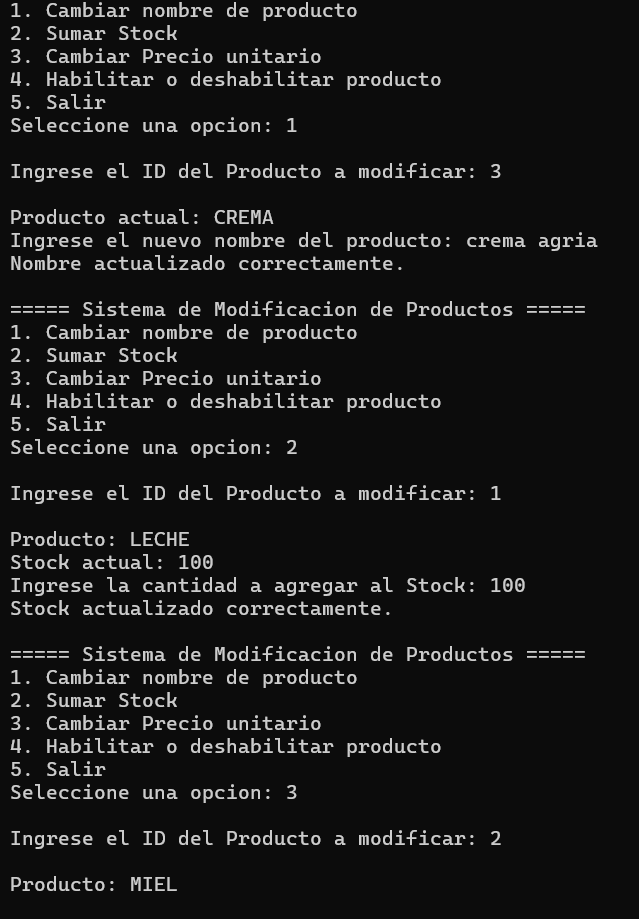 1. Cambiar nombre de producto
2. Sumar Stock
3. Cambiar Precio unitario
4. Habilitar o deshabilitar producto
5. Salir
Seleccione una opcion: 1
Ingrese el ID del Producto a modificar: 3
Producto actual: CREMA
Ingrese el nuevo nombre del producto: crema agria
Nombre actualizado correctamente.
===== Sistema de Modificacion de Productos =====
1. Cambiar nombre de producto
2. Sumar Stock
3. Cambiar Precio unitario
4. Habilitar o deshabilitar producto
5. Salir
Seleccione una opcion: 2
Ingrese el ID del Producto a modificar: 1
Producto: LECHE
Stock actual: 100
Ingrese la cantidad a agregar al Stock: 100
Stock actualizado correctamente.
===== Sistema de Modificacion de Productos =====
1. Cambiar nombre de producto
2. Sumar Stock
3. Cambiar Precio unitario
4. Habilitar o deshabilitar producto
5. Salir
Seleccione una opcion: 3
Ingrese el ID del Producto a modificar: 2
Producto: MIEL